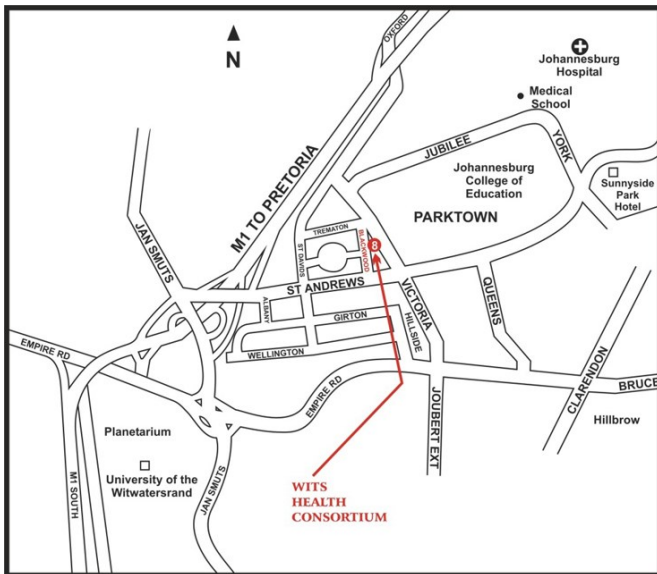 OXFORD
N
Johannesburg
Hospital
Medical
School
JUBILEE
YORK
M1 TO PRETORIA
Johannesburg
College of
Education
Sunnyside
Park
Hotel
PARKTOWN
JAN SMUTS
TREMATON
BLACKWOOD
8
ST DAVIDS
ST ANDREWS
VICTORIA
QUEENS
ALBANY
GIRTON
HILLSIDE
WELLINGTON
EMPIRE RD
EMPIRE RD
CLARENDON
BRUCE
JOUBERT EXT
Hillbrow
Planetarium
University of the
Witwatersrand
M1 SOUTH
JAN SMUTS
WITS
HEALTH
CONSORTIUM